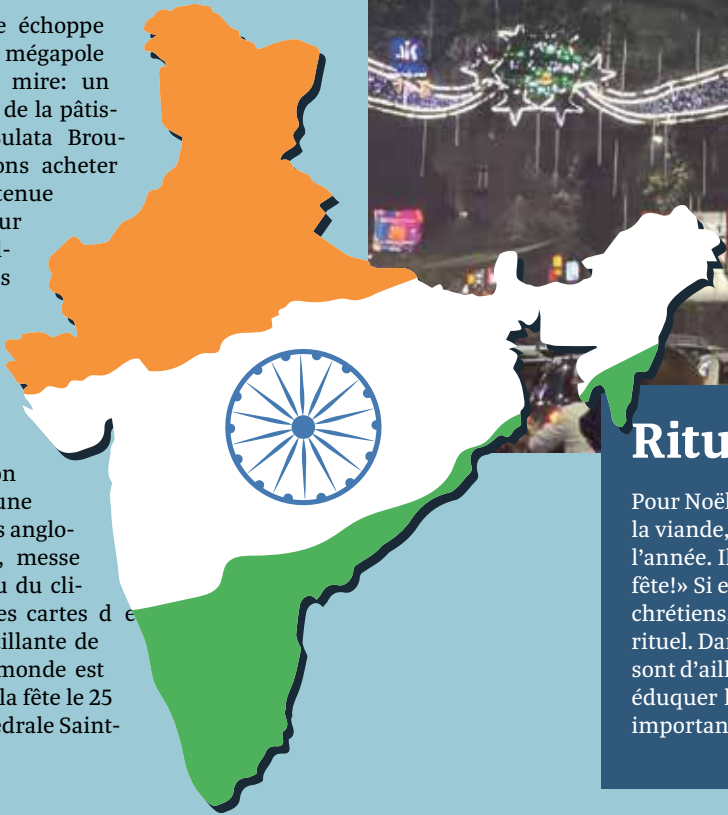 e échoppe
mégapole
mire: un
de la pâtis-
ulata Brou-
ons acheter
tenue
ur
l-
s
on
une
s anglo-
, messe
u du cli-
es cartes d e
tillante de
monde est
la fête le 25
édrale Saint-
Ritu
Pour Noël
la viande,
l’année. Il
fête!» Si e
chrétiens
rituel. Da
sont d’aill
éduquer l
importan